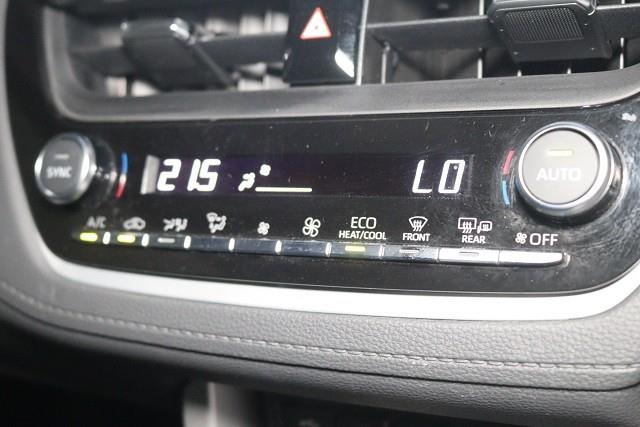 SYNC
21.5
LO
AUTO
A/C
ECO
HEAT/COOL
FRONT
REAR
OFF